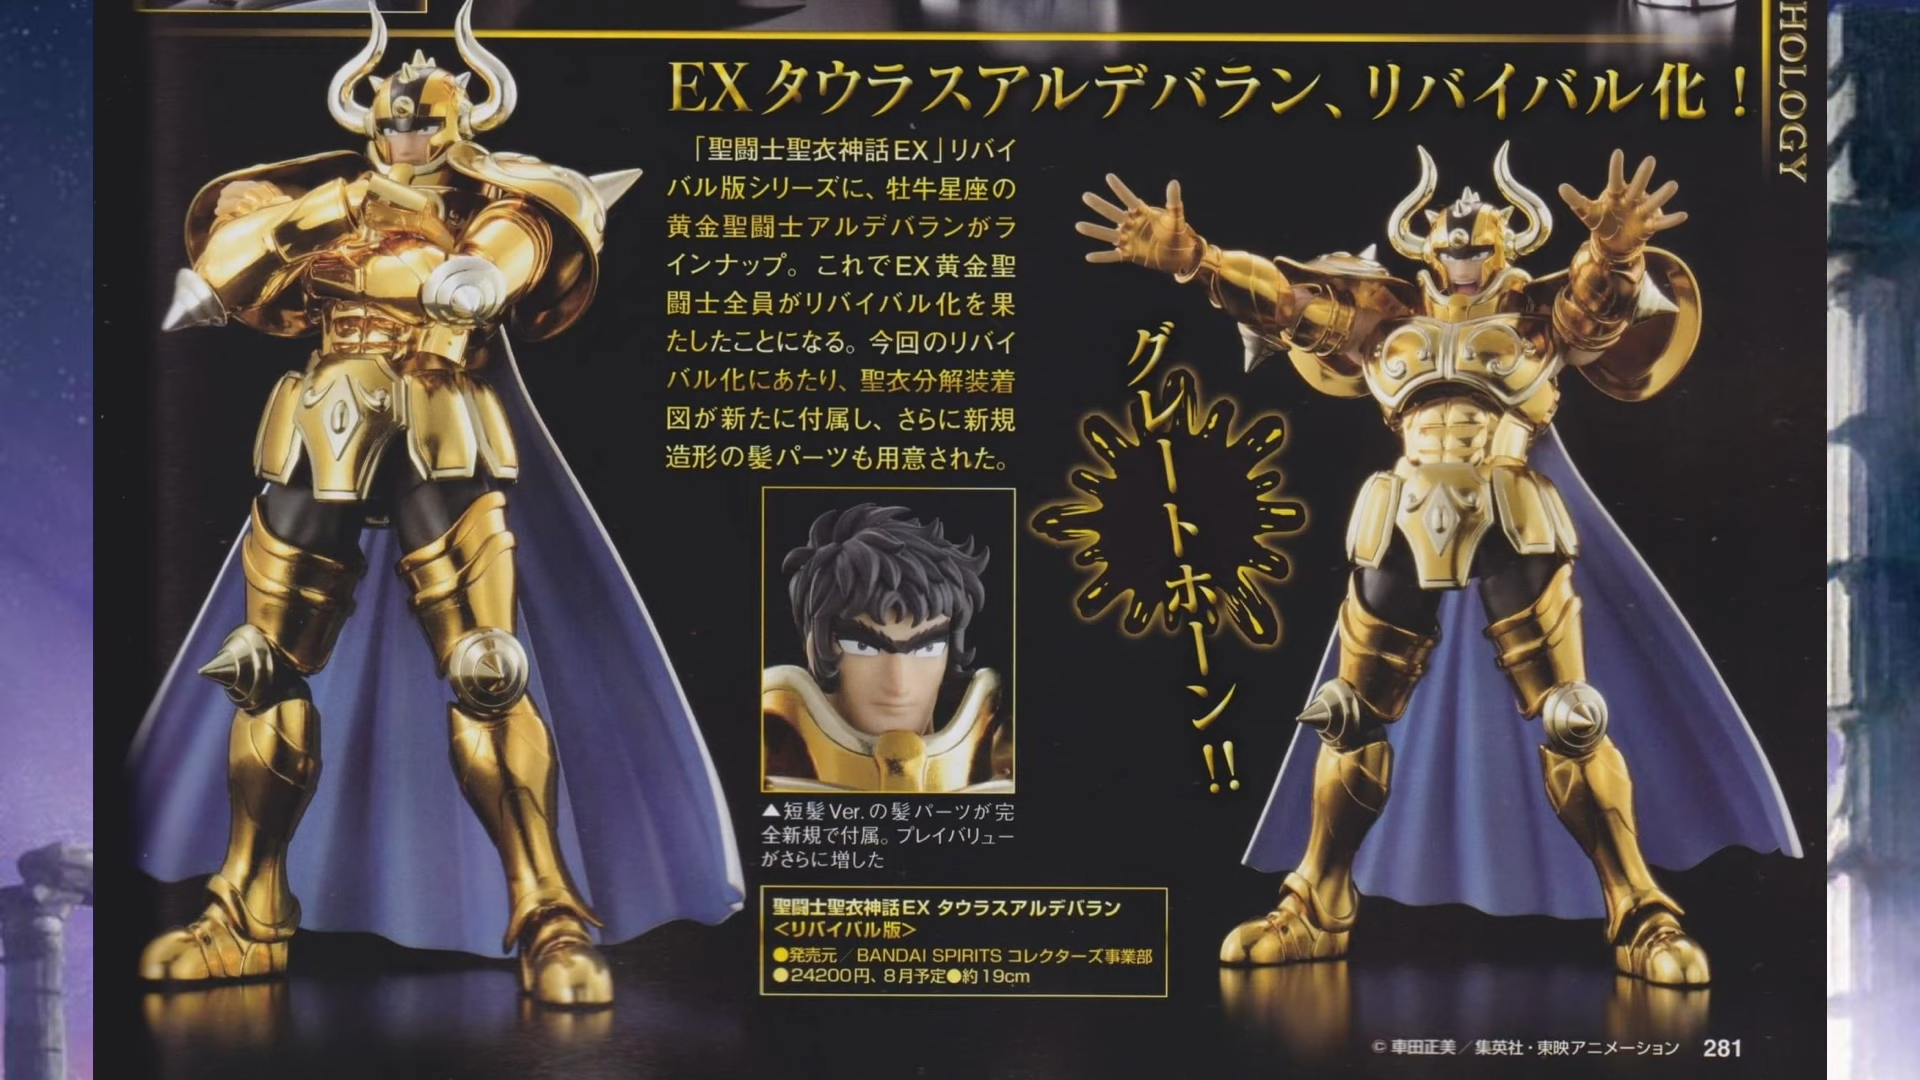 HOLOGY
EXタウラスアルデバラン、リバイバル化！
「聖闘士聖衣神話EX」リバイ
バル版シリーズに、牡牛星座の
黄金聖闘士アルデバランがラ
インナップ。これでEX黄金聖
闘士全員がリバイバル化を果
たしたことになる。今回のリバイ
バル化にあたり、聖衣分解装着
図が新たに付属し、さらに新規
造形の髪パーツも用意された。
グレートホーン!!
▲短髪Ver.の髪パーツが完
全新規で付属。プレイバリュー
がさらに増した
聖闘士聖衣神話EX タウラスアルデバラン
＜リバイバル版＞
●発売元／BANDAI SPIRITS コレクターズ事業部
●24200円、8月予定●約19cm
© 車田正美／集英社・東映アニメーション 281